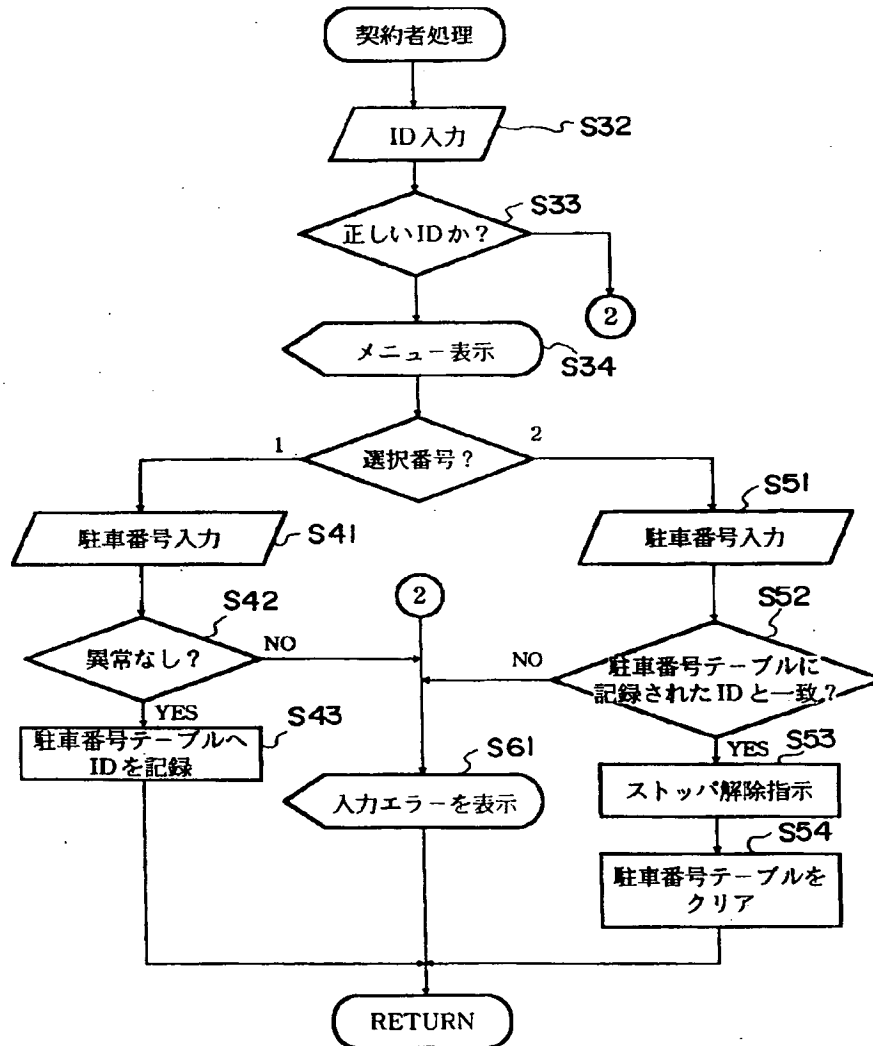 契約者処理
ID入力
S32
S33
正しいIDか？
2
メニュー表示
S34
選択番号？
1
2
駐車番号入力
S41
S51
駐車番号入力
2
S42
異常なし？
NO
YES
S52
駐車番号テーブルに
記録されたIDと一致？
NO
YES
S43
駐車番号テーブルへ
IDを記録
S61
入力エラーを表示
S53
ストッパ解除指示
S54
駐車番号テーブルを
クリア
RETURN